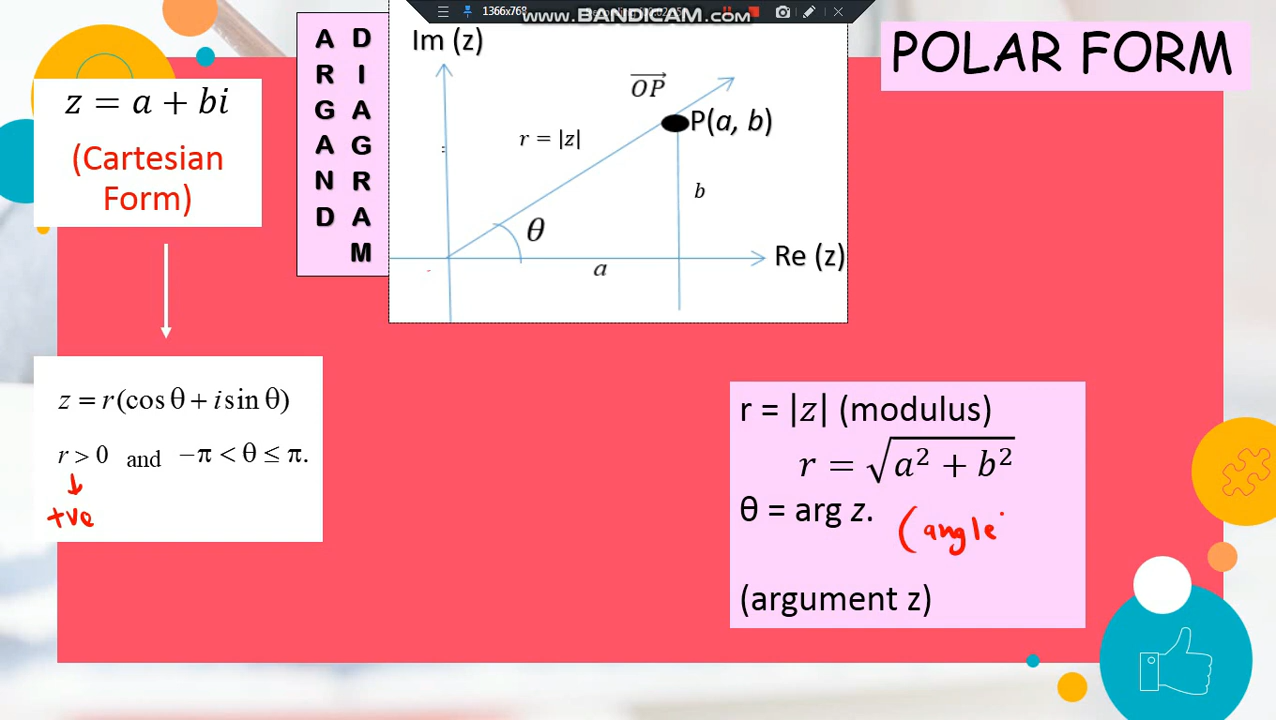 1366x768
www.BANDICAM.com
POLAR FORM
z = a + bi
(Cartesian
Form)
ARGAND
DIAGRAM
Im (z)
OP
P(a, b)
r = |z|
b
θ
a
Re (z)
z = r(cos θ + i sin θ)
r > 0 and −π < θ ≤ π.
+ve
r = |z| (modulus)
r = √a² + b²
θ = arg z.
(angle
(argument z)